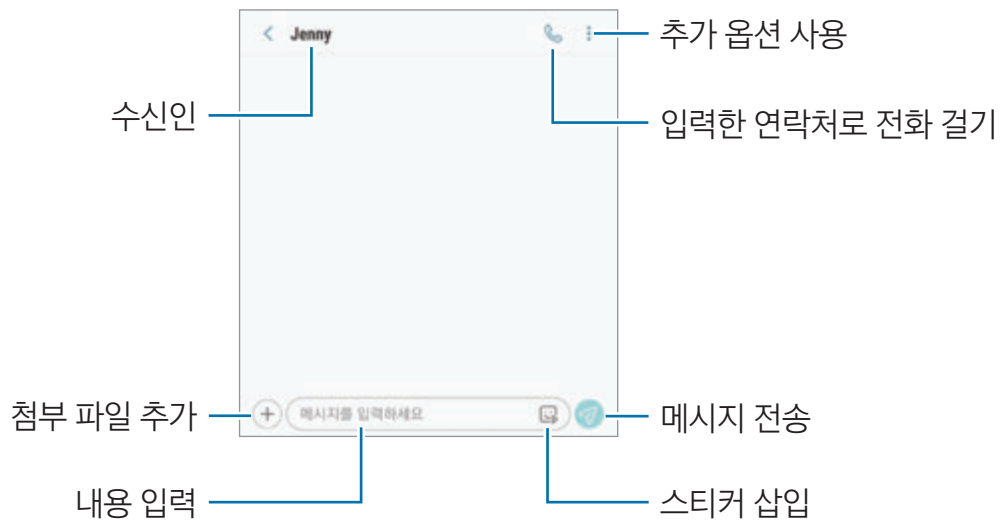 Jenny
추가 옵션 사용
수신인
입력한 연락처로 전화 걸기
첨부 파일 추가
메시지를 입력하세요
메시지 전송
내용 입력
스티커 삽입